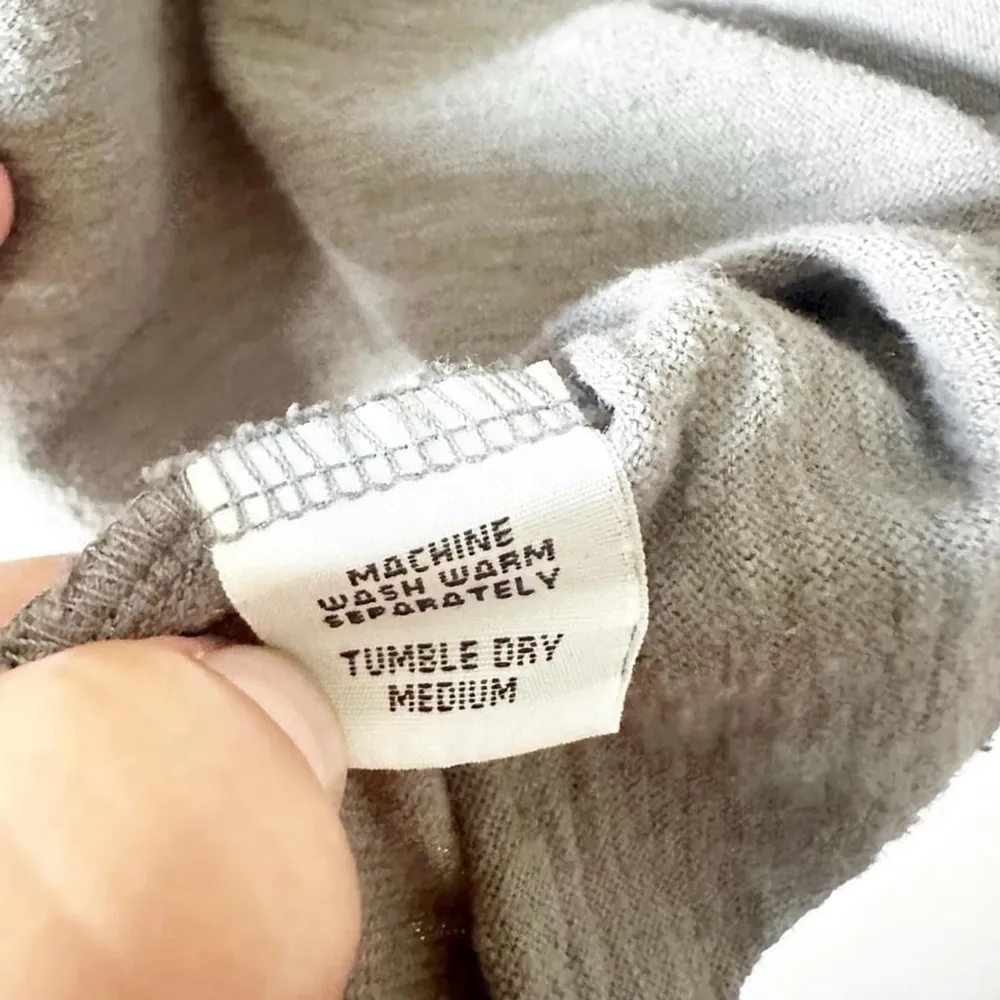 MACHINE
WASH WARM
SEPARATELY
TUMBLE DRY
MEDIUM